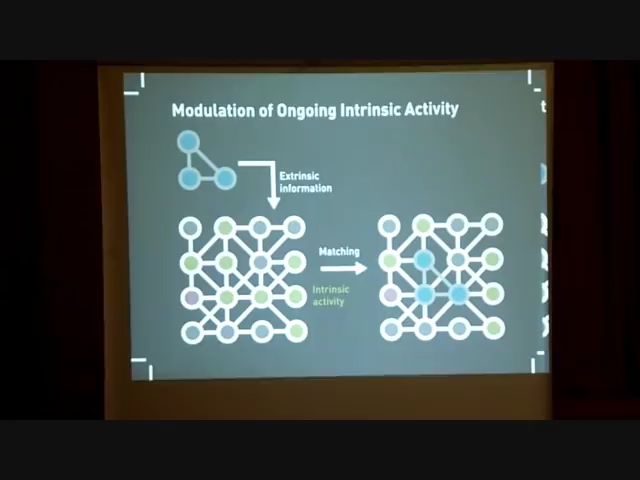 Modulation of Ongoing Intrinsic Activity
Extrinsic
information
Matching
Intrinsic
activity
t